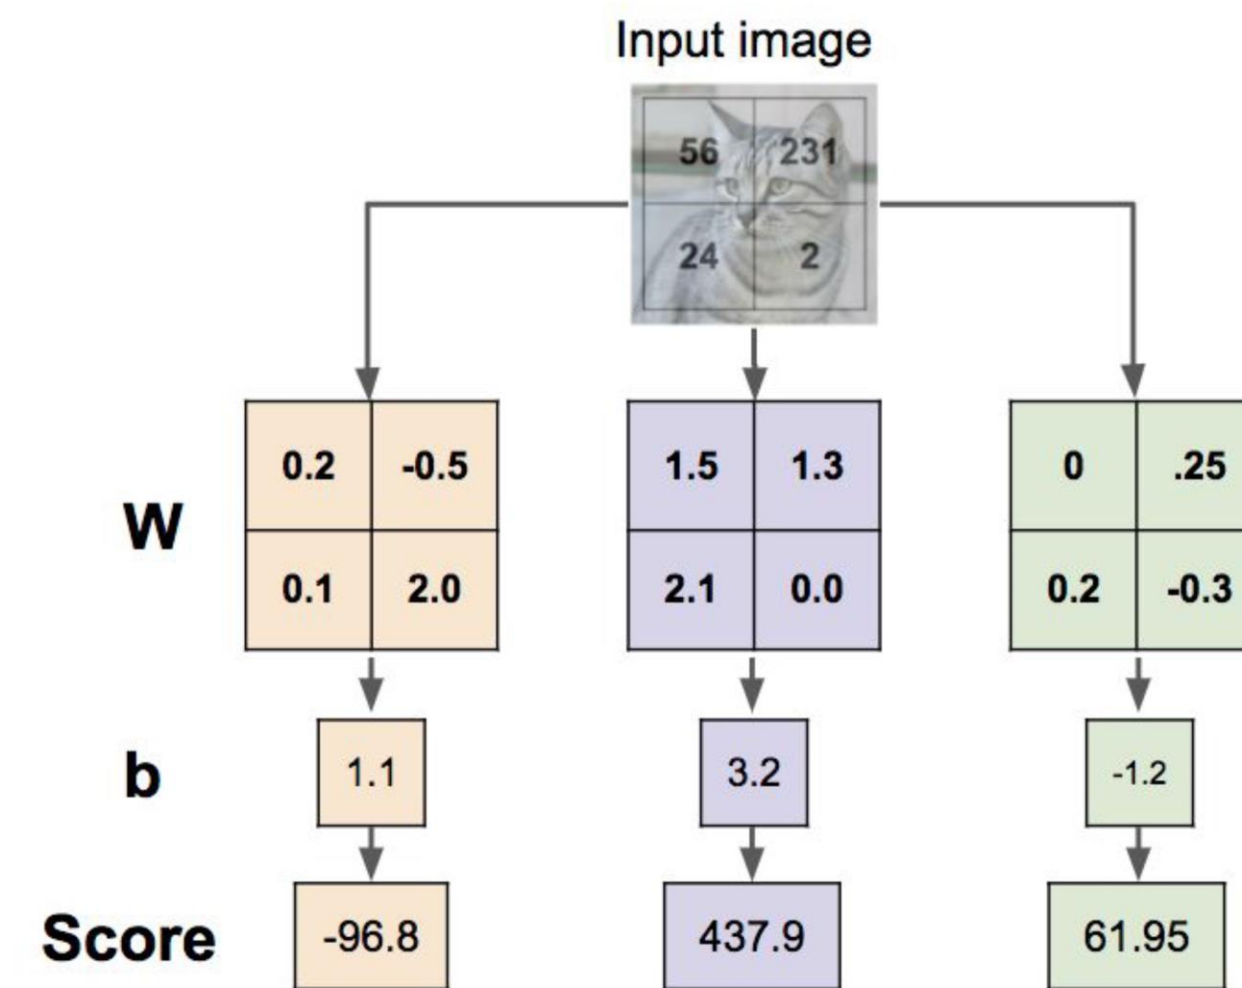 Input image
56 231
24 2
W
0.2 -0.5 1.5 1.3 0 .25
0.1 2.0 2.1 0.0 0.2 -0.3
b 1.1 3.2 -1.2
Score -96.8 437.9 61.95